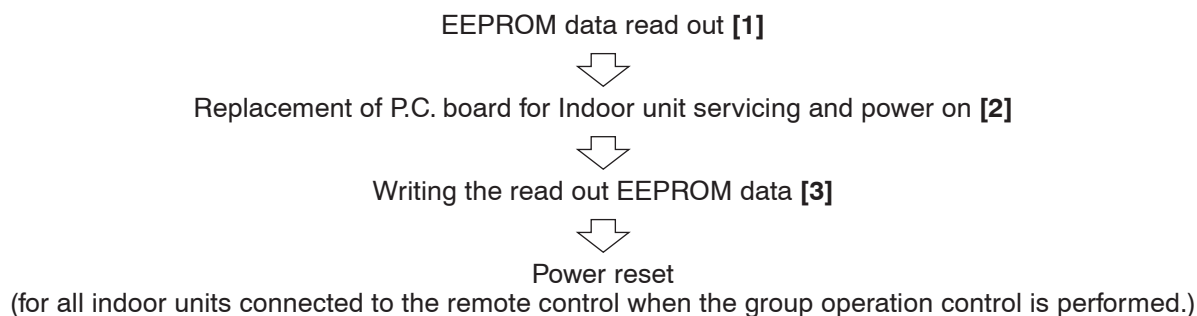 EEPROM data read out [1]
Replacement of P.C. board for Indoor unit servicing and power on [2]
Writing the read out EEPROM data [3]
Power reset
(for all indoor units connected to the remote control when the group operation control is performed.)